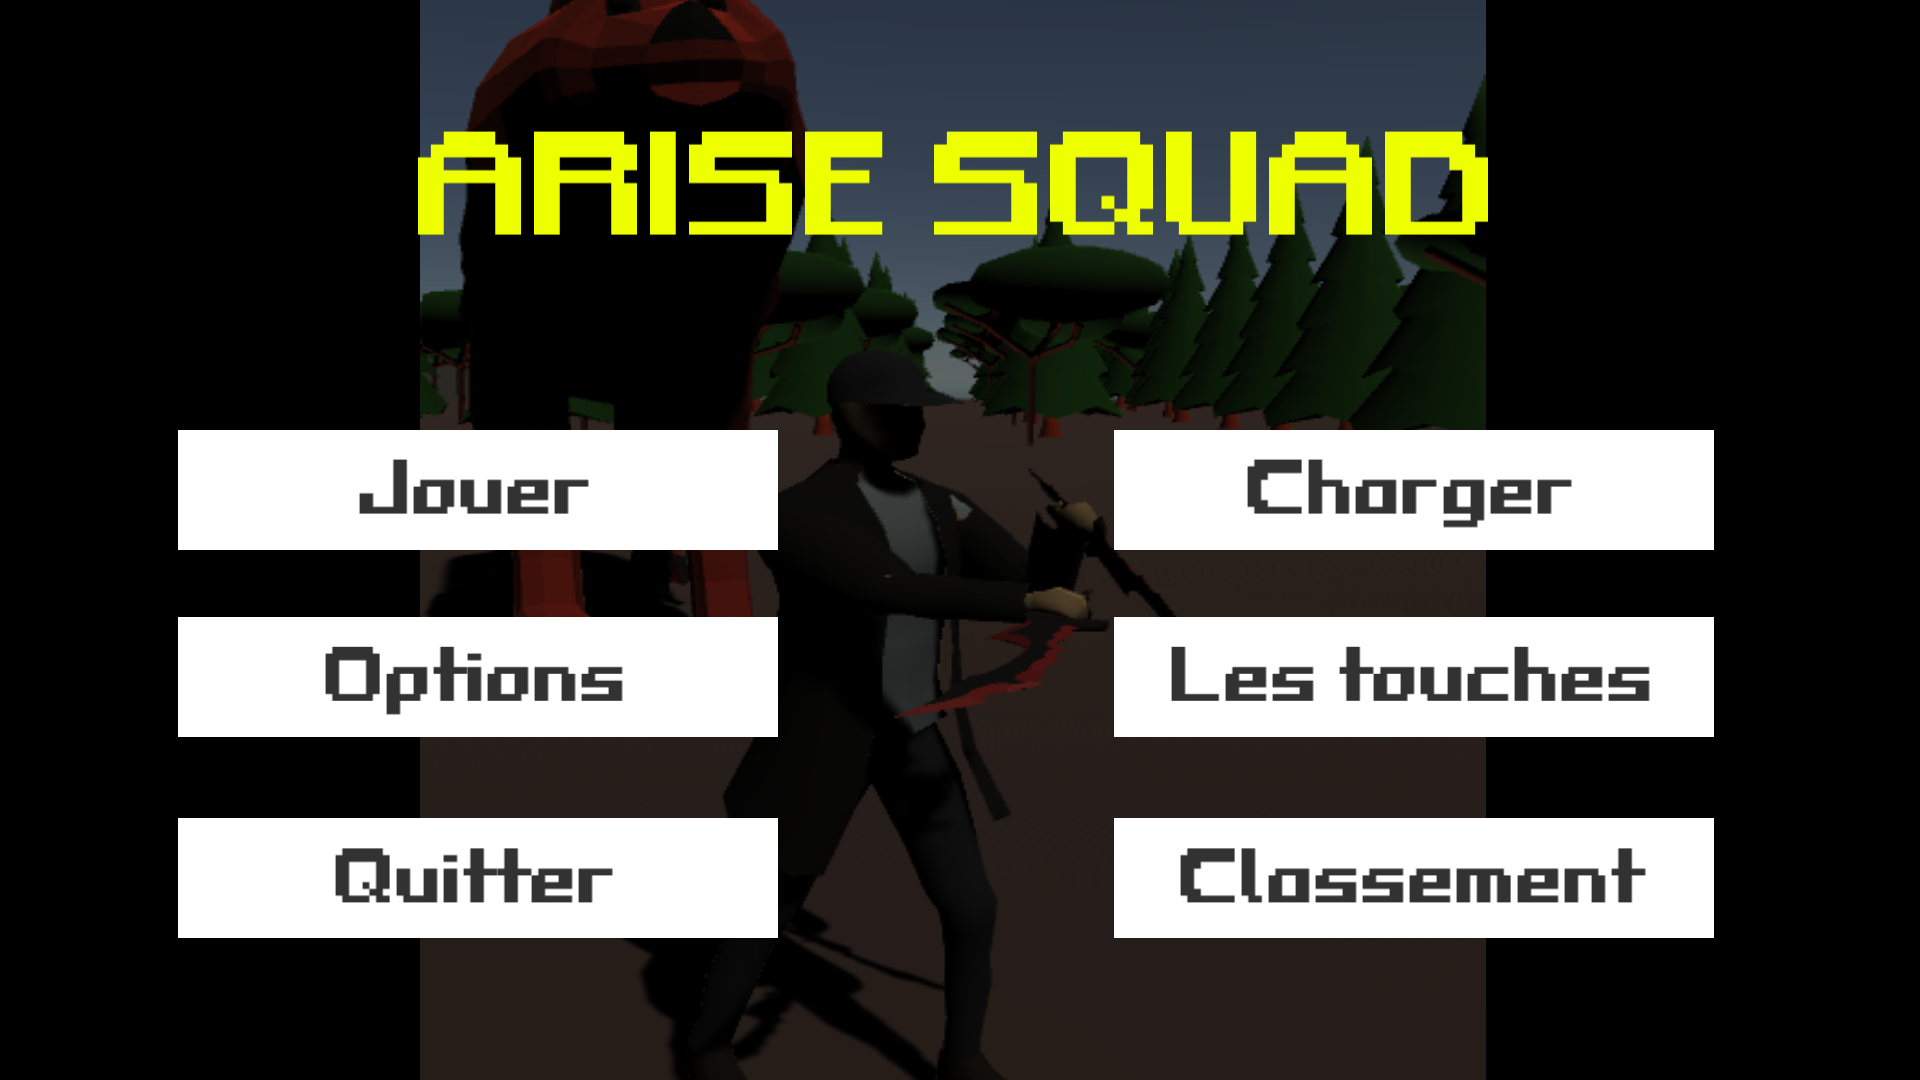 ARISE SQUAD
Jouer
Charger
Options
Les touches
Quitter
Classement